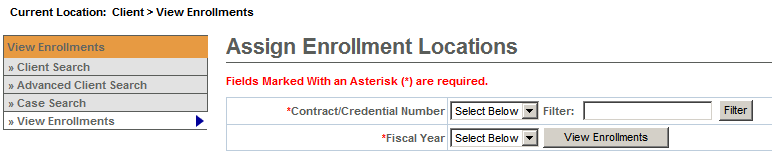 Current Location: Client > View Enrollments
View Enrollments
» Client Search
» Advanced Client Search
» Case Search
» View Enrollments
Assign Enrollment Locations
Fields Marked With an Asterisk (*) are required.
*Contract/Credential Number Select Below Filter: Filter
*Fiscal Year Select Below View Enrollments